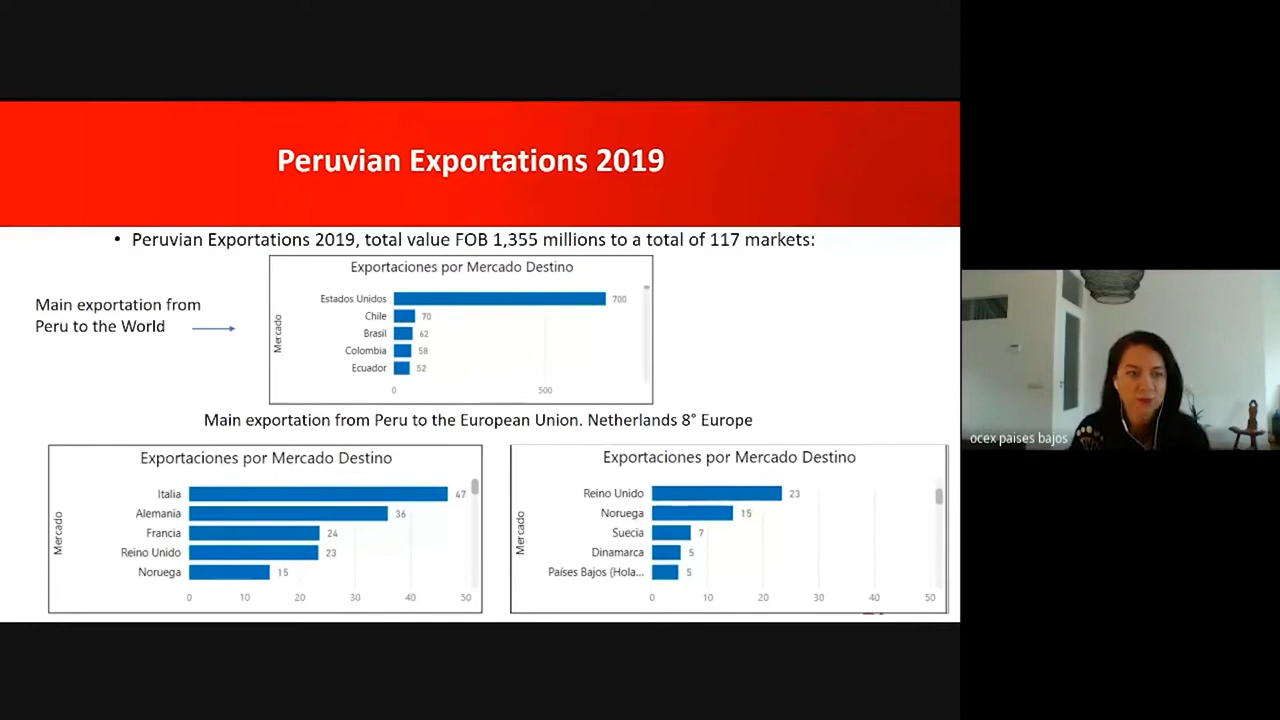 Peruvian Exportations 2019
• Peruvian Exportations 2019, total value FOB 1,355 millions to a total of 117 markets:
Main exportation from
Peru to the World
Exportaciones por Mercado Destino
Mercado
Estados Unidos 700
Chile 70
Brasil 62
Colombia 58
Ecuador 52
0 500
Main exportation from Peru to the European Union. Netherlands 8° Europe
Exportaciones por Mercado Destino
Mercado
Italia 47
Alemania 36
Francia 24
Reino Unido 23
Noruega 15
0 10 20 30 40 50
Exportaciones por Mercado Destino
Mercado
Reino Unido 23
Noruega 15
Suecia 7
Dinamarca 5
Países Bajos (Hola... 5
0 10 20 30 40 50
ocex paises bajos